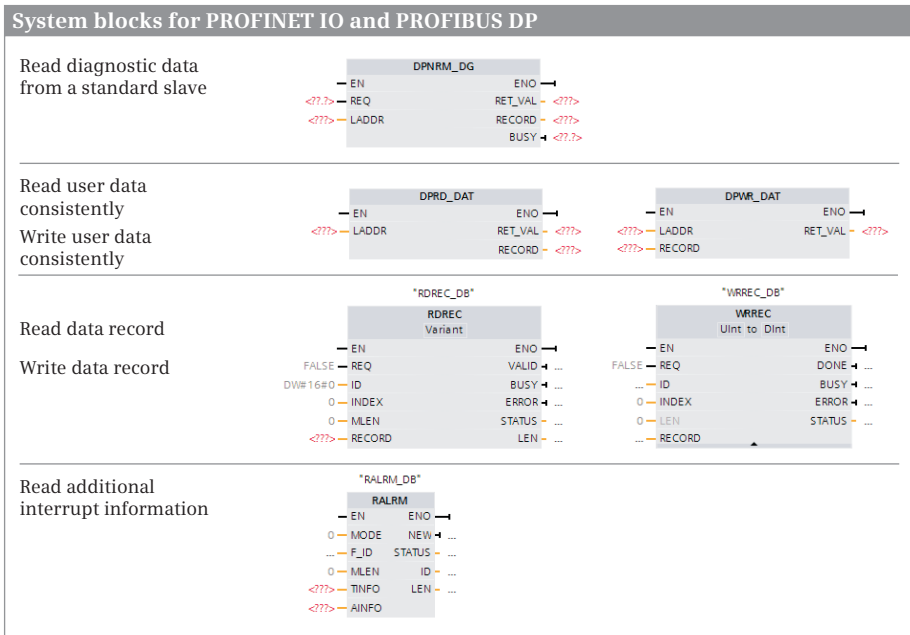 System blocks for PROFINET IO and PROFIBUS DP
Read diagnostic data
from a standard slave
DPNRM_DG
EN ENO
<??.?> REQ RET_VAL <???>
<???> LADDR RECORD <???>
BUSY <??.?>
Read user data
consistently
Write user data
consistently
DPRD_DAT
EN ENO
<???> LADDR RET_VAL <???>
RECORD <???>
DPWR_DAT
EN ENO
<???> LADDR RET_VAL <???>
<???> RECORD
Read data record
Write data record
"RDREC_DB"
RDREC
Variant
EN ENO
FALSE REQ VALID ...
DW#16#0 ID BUSY ...
0 INDEX ERROR ...
0 MLEN STATUS ...
<???> RECORD LEN ...
"WRREC_DB"
WRREC
UInt to DInt
EN ENO
FALSE REQ DONE ...
... ID BUSY ...
0 INDEX ERROR ...
0 LEN STATUS ...
... RECORD
Read additional
interrupt information
"RALRM_DB"
RALRM
EN ENO
0 MODE NEW ...
... F_ID STATUS ...
0 MLEN ID ...
<???> TINFO LEN ...
<???> AINFO